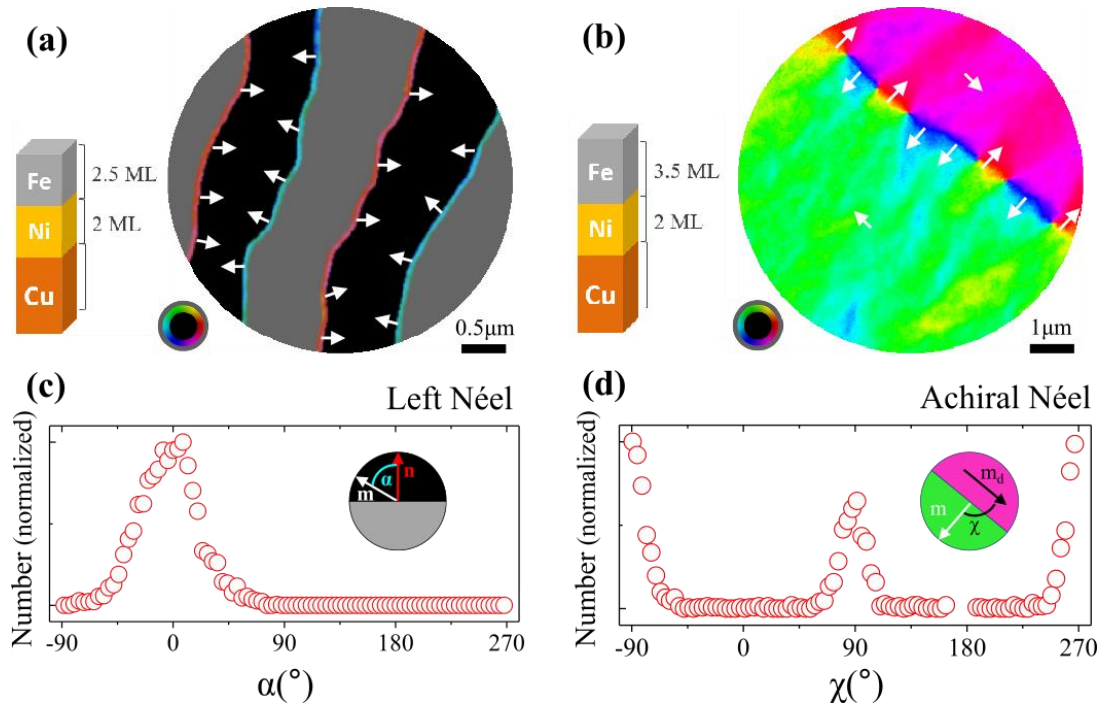 (a)
Fe
2.5 ML
Ni
2 ML
Cu
0.5μm
(b)
Fe
3.5 ML
Ni
2 ML
Cu
1μm
(c)
Left Néel
Number (normalized)
α
n
m
-90 0 90 180 270
α(°)
(d)
Achiral Néel
Number (normalized)
m_d
m
χ
-90 0 90 180 270
χ(°)